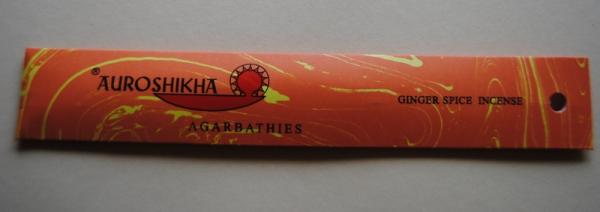 ® AUROSHIKHA
AGARBATHIES
GINGER SPICE INCENSE